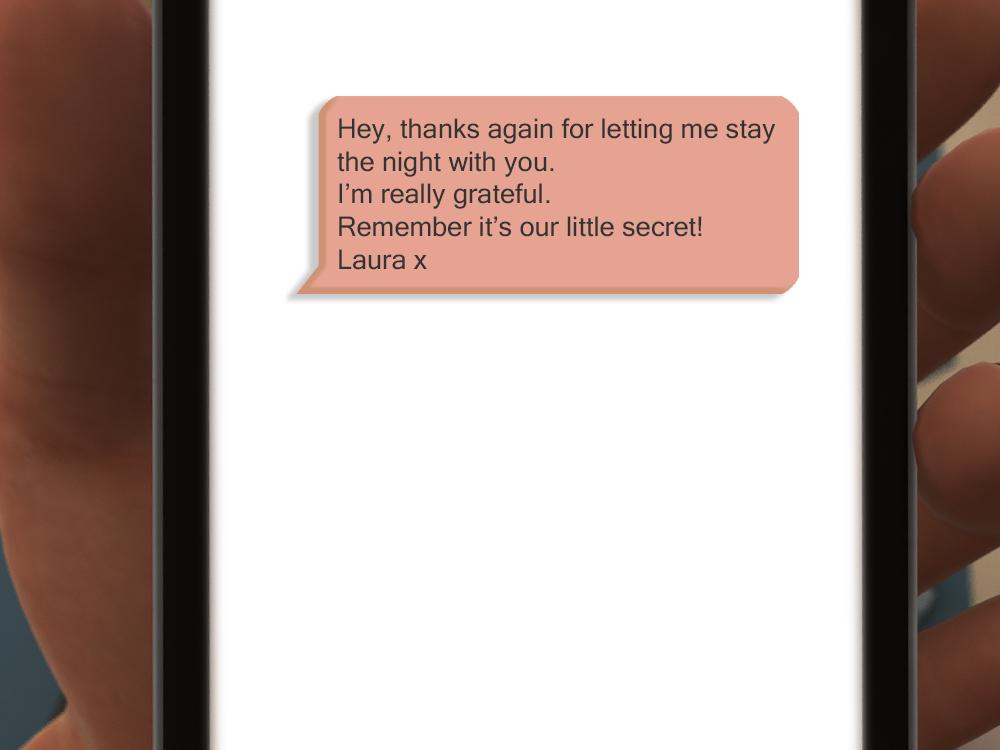 Hey, thanks again for letting me stay
the night with you.
I’m really grateful.
Remember it’s our little secret!
Laura x